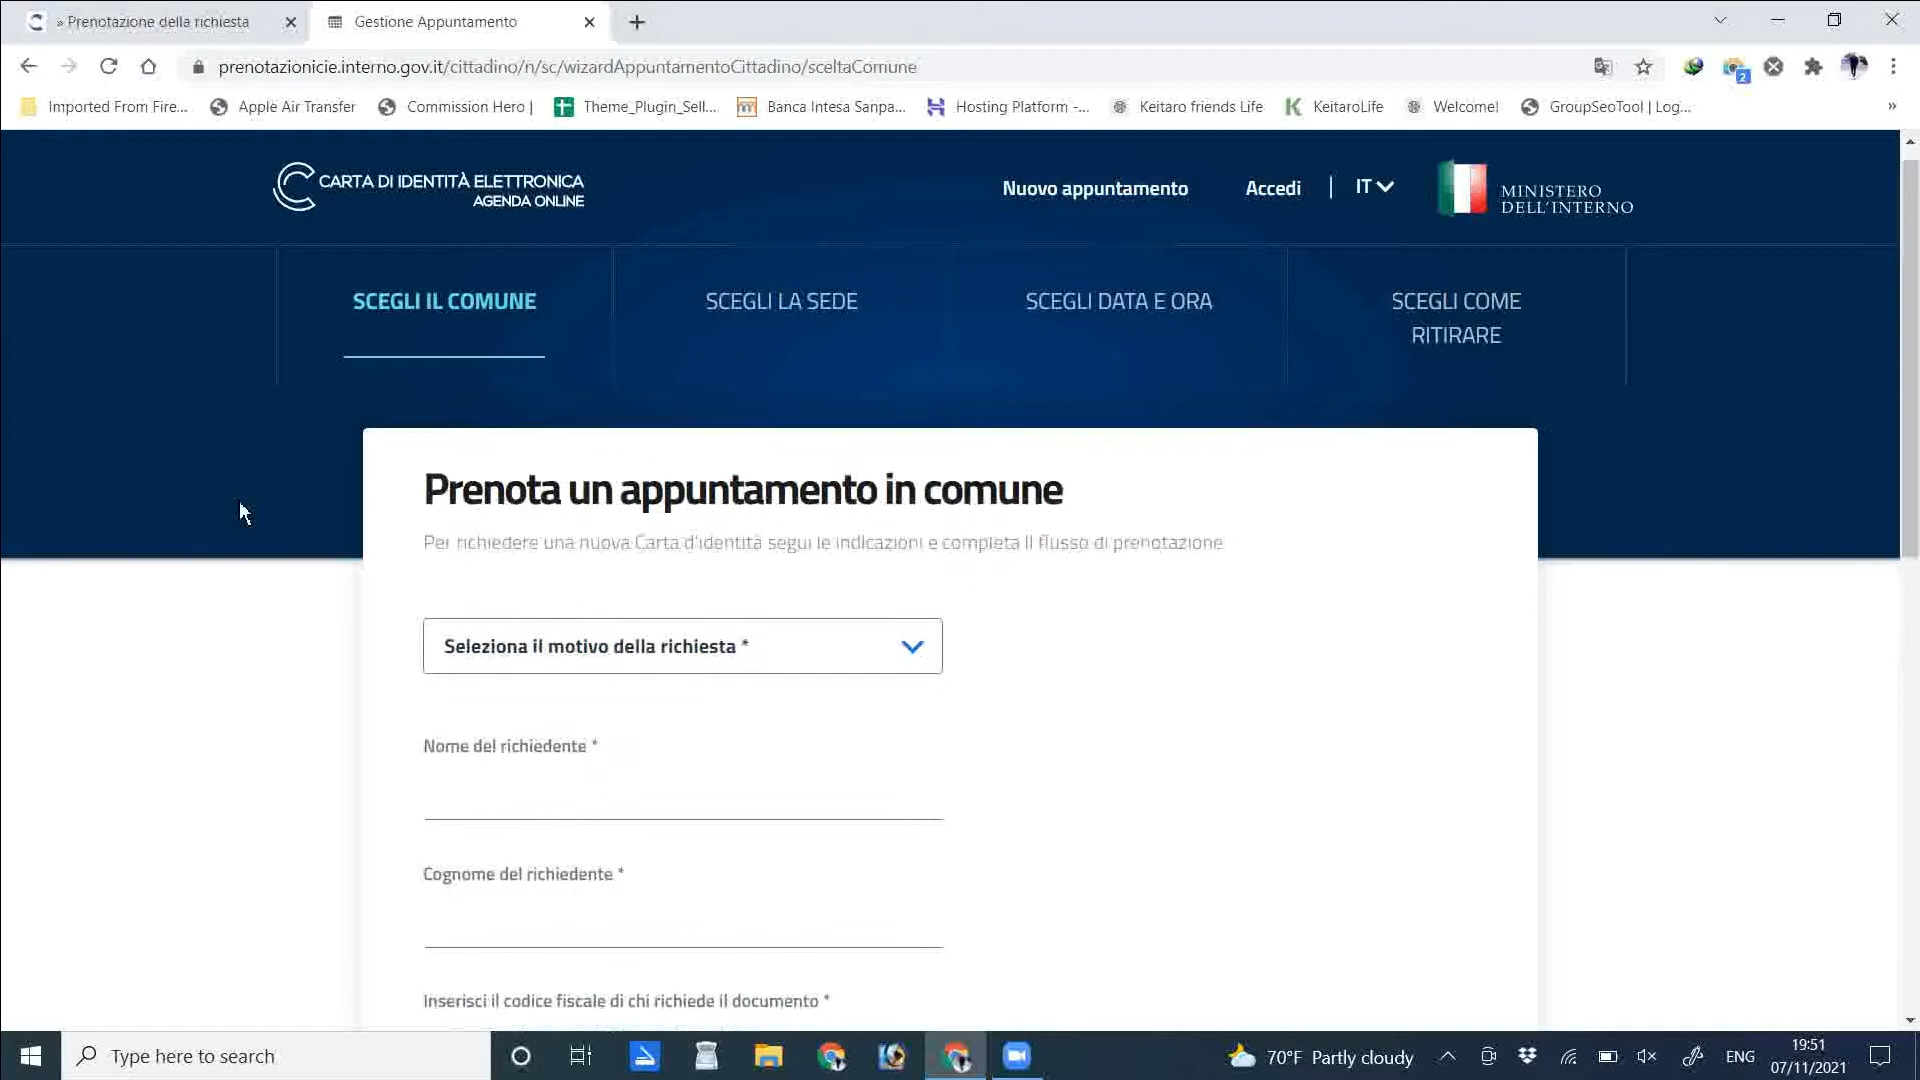 » Prenotazione della richiesta
Gestione Appuntamento
prenotazionicie.interno.gov.it/cittadino/n/sc/wizardAppuntamentoCittadino/sceltaComune
2
Imported From Fire...
Apple Air Transfer
Commission Hero |
Theme_Plugin_Sell...
Banca Intesa Sanpa...
Hosting Platform -...
Keitaro friends Life
KeitaroLife
Welcome!
GroupSeoTool | Log...
»
CARTA DI IDENTITÀ ELETTRONICA
AGENDA ONLINE
Nuovo appuntamento
Accedi
IT
MINISTERO
DELL'INTERNO
SCEGLI IL COMUNE
SCEGLI LA SEDE
SCEGLI DATA E ORA
SCEGLI COME
RITIRARE
Prenota un appuntamento in comune
Per richiedere una nuova Carta d'identità segui le indicazioni e completa il flusso di prenotazione
Seleziona il motivo della richiesta *
Nome del richiedente *
Cognome del richiedente *
Inserisci il codice fiscale di chi richiede il documento *
Type here to search
70°F Partly cloudy
ENG
19:51
07/11/2021